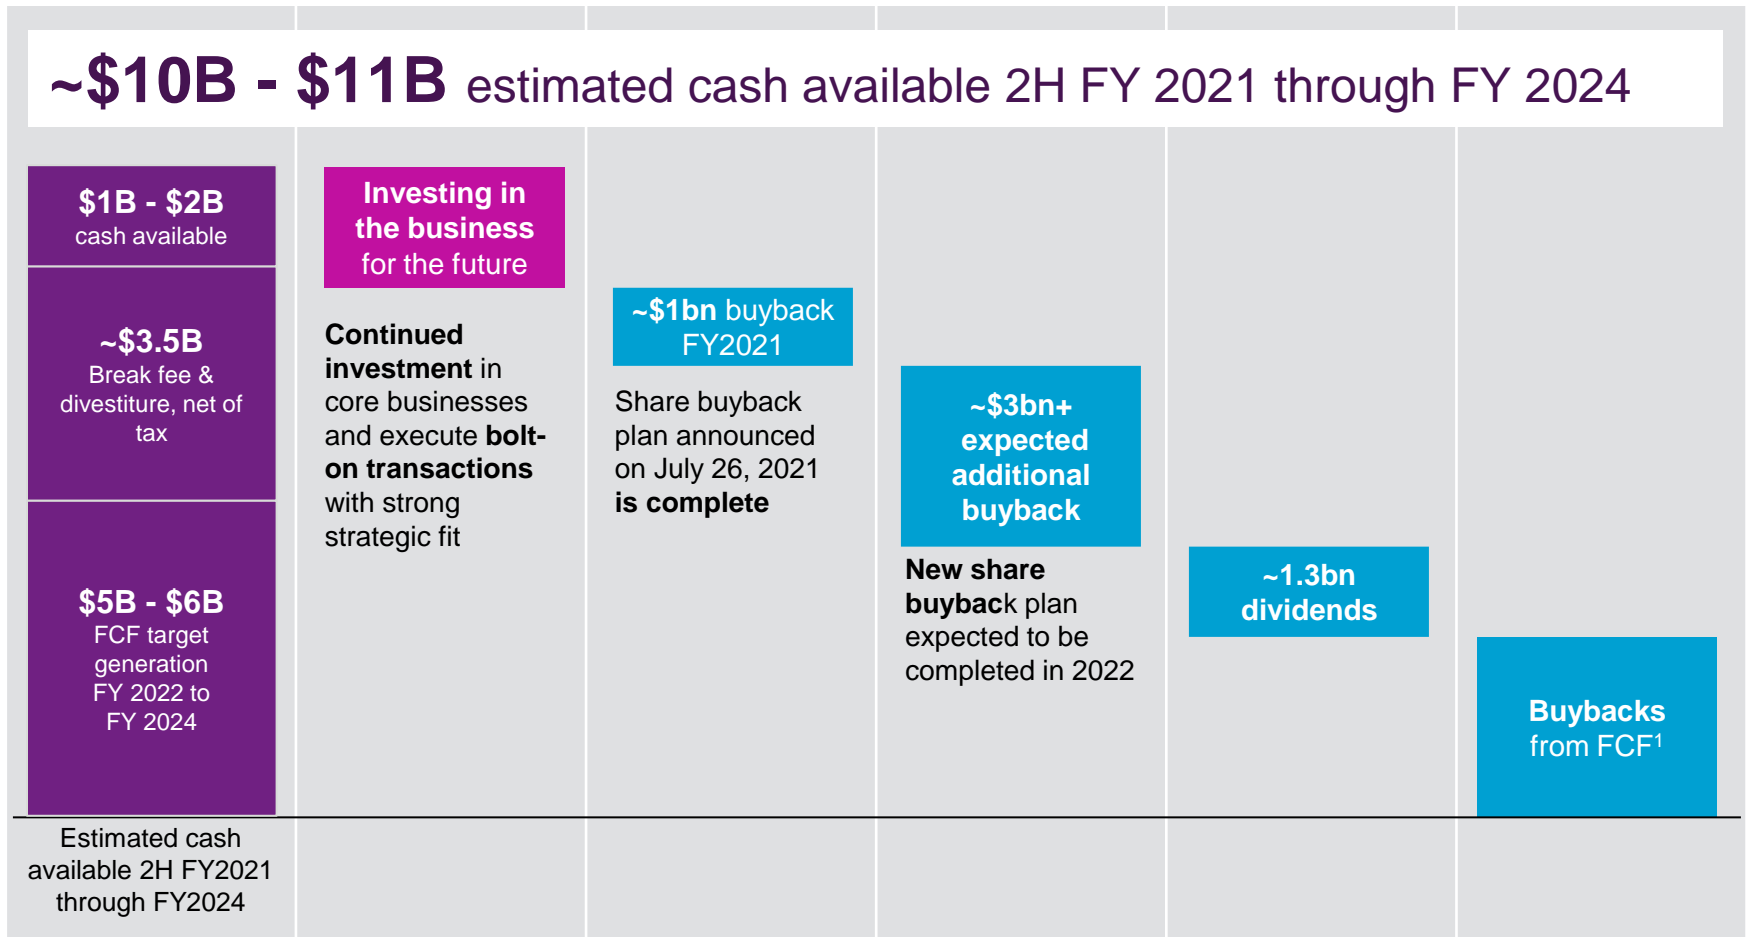 ~$10B - $11B estimated cash available 2H FY 2021 through FY 2024
$1B - $2B
cash available
~$3.5B
Break fee &
divestiture, net of
tax
$5B - $6B
FCF target
generation
FY 2022 to
FY 2024
Estimated cash
available 2H FY2021
through FY2024
Investing in
the business
for the future
Continued
investment in
core businesses
and execute bolt-
on transactions
with strong
strategic fit
~$1bn buyback
FY2021
Share buyback
plan announced
on July 26, 2021
is complete
~$3bn+
expected
additional
buyback
New share
buyback plan
expected to be
completed in 2022
~1.3bn
dividends
Buybacks
from FCF¹